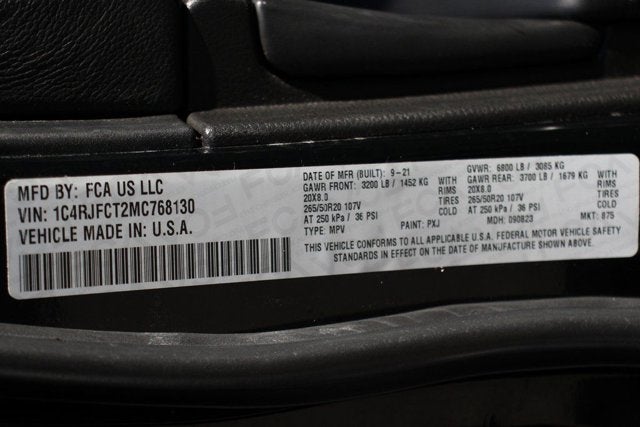 MFD BY: FCA US LLC
VIN: 1C4RJFCT2MC768130
VEHICLE MADE IN: U.S.A.
DATE OF MFR (BUILT): 9-21 GVWR: 6800 LB / 3085 KG
GAWR FRONT: 3200 LB / 1452 KG WITH GAWR REAR: 3700 LB / 1679 KG WITH
20X8.0 RIMS 20X8.0 RIMS
265/50R20 107V TIRES 265/50R20 107V TIRES
AT 250 kPa / 36 PSI COLD AT 250 kPa / 36 PSI COLD
TYPE: MPV PAINT: PXJ MDH: 090823 MKT: 875
THIS VEHICLE CONFORMS TO ALL APPLICABLE U.S.A. FEDERAL MOTOR VEHICLE SAFETY
STANDARDS IN EFFECT ON THE DATE OF MANUFACTURE SHOWN ABOVE.